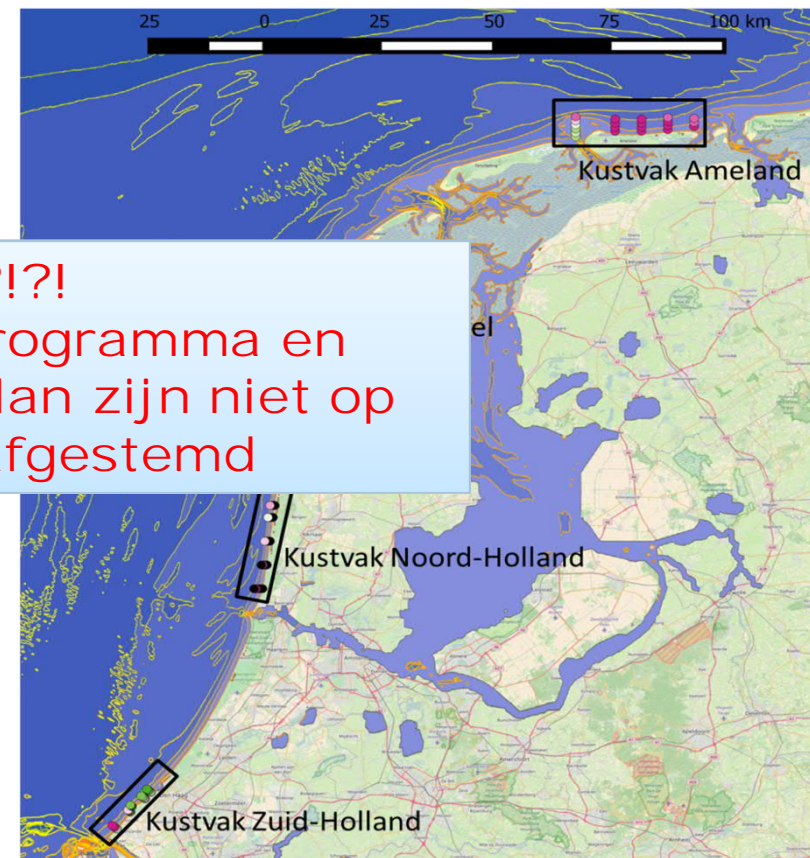 25 0 25 50 75 100 km
Kustvak Ameland
?!?!
rogramma en
lan zijn niet op
fgestemd
el
Kustvak Noord-Holland
Kustvak Zuid-Holland